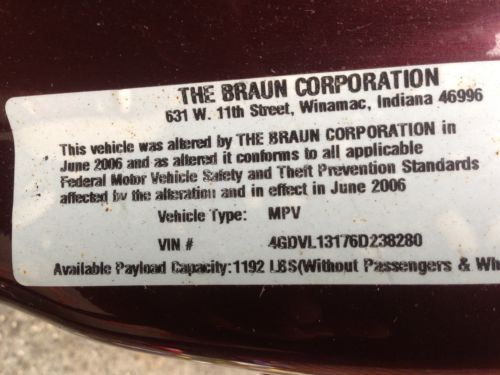 THE BRAUN CORPORATION
631 W. 11th Street, Winamac, Indiana 46996
This vehicle was altered by THE BRAUN CORPORATION in
June 2006 and as altered it conforms to all applicable
Federal Motor Vehicle Safety and Theft Prevention Standards
affected by the alteration and in effect in June 2006
Vehicle Type: MPV
VIN # 4GDVL13176D238280
Available Payload Capacity:1192 LBS(Without Passengers & Whe